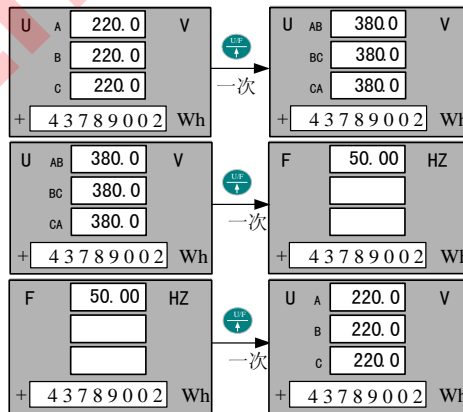 U A 220.0 V U AB 380.0 V
B 220.0 U/F BC 380.0
C 220.0 一次 CA 380.0
+ 43789002 Wh + 43789002 Wh
U AB 380.0 V F 50.00 HZ
BC 380.0 U/F
CA 380.0 一次
+ 43789002 Wh + 43789002 Wh
F 50.00 HZ U A 220.0 V
U/F B 220.0
一次 C 220.0
+ 43789002 Wh + 43789002 Wh